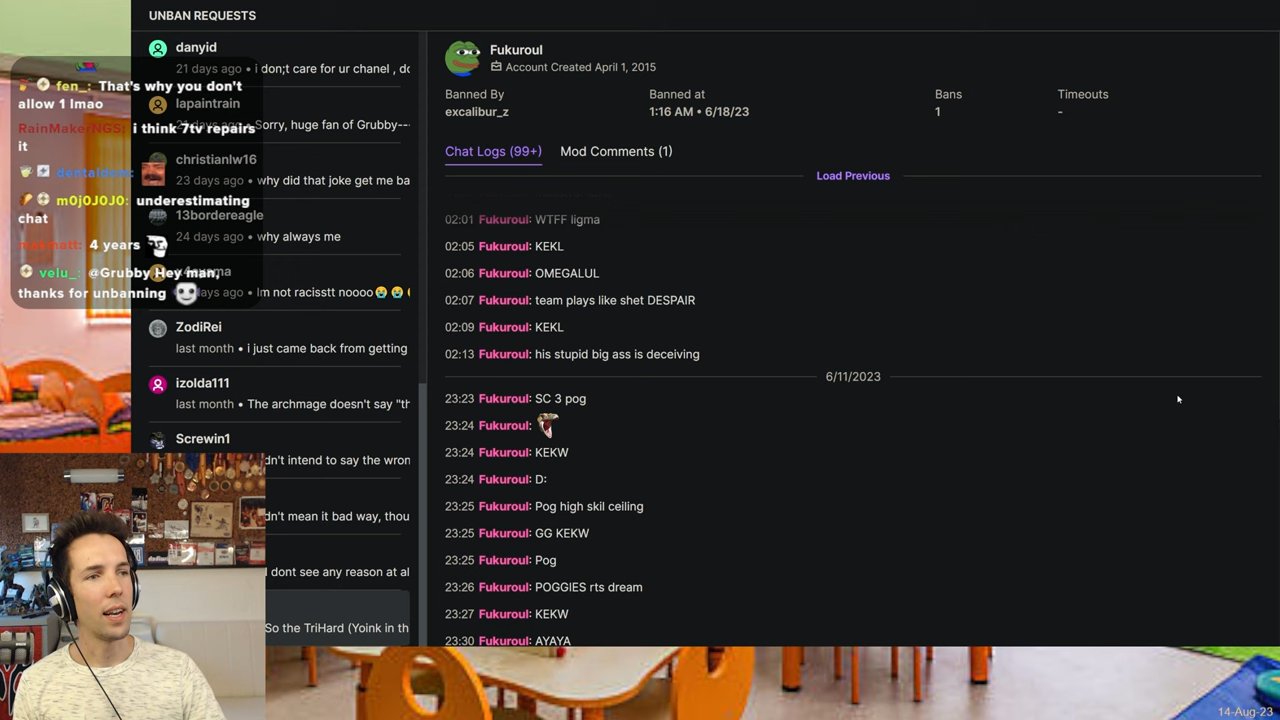 UNBAN REQUESTS
danyid
21 days ago • i don;t care for ur chanel , dc
lapaintrain
Sorry, huge fan of Grubby--
christianlw16
23 days ago • why did that joke get me ba
13bordereagle
24 days ago • why always me
days ago • Im not racisstt noooo😭 😭
ZodiRei
last month • i just came back from getting
izolda111
last month • The archmage doesn't say "th
Screwin1
dn't intend to say the wron
dn't mean it bad way, thou
I dont see any reason at al
So the TriHard (Yoink in th
fen_: That's why you don't
allow 1 lmao
RainMakerNGS: i think 7tv repairs
it
m0j0J0J0: underestimating
chat
4 years
velu_: @Grubby Hey man,
thanks for unbanning
Fukuroul
Account Created April 1, 2015
Banned By
excalibur_z
Banned at
1:16 AM • 6/18/23
Bans
1
Timeouts
-
Chat Logs (99+)
Mod Comments (1)
Load Previous
02:01 Fukuroul: WTFF ligma
02:05 Fukuroul: KEKL
02:06 Fukuroul: OMEGALUL
02:07 Fukuroul: team plays like shet DESPAIR
02:09 Fukuroul: KEKL
02:13 Fukuroul: his stupid big ass is deceiving
6/11/2023
23:23 Fukuroul: SC 3 pog
23:24 Fukuroul:
23:24 Fukuroul: KEKW
23:24 Fukuroul: D:
23:25 Fukuroul: Pog high skil ceiling
23:25 Fukuroul: GG KEKW
23:25 Fukuroul: Pog
23:26 Fukuroul: POGGIES rts dream
23:27 Fukuroul: KEKW
23:30 Fukuroul: AYAYA
14-Aug-23